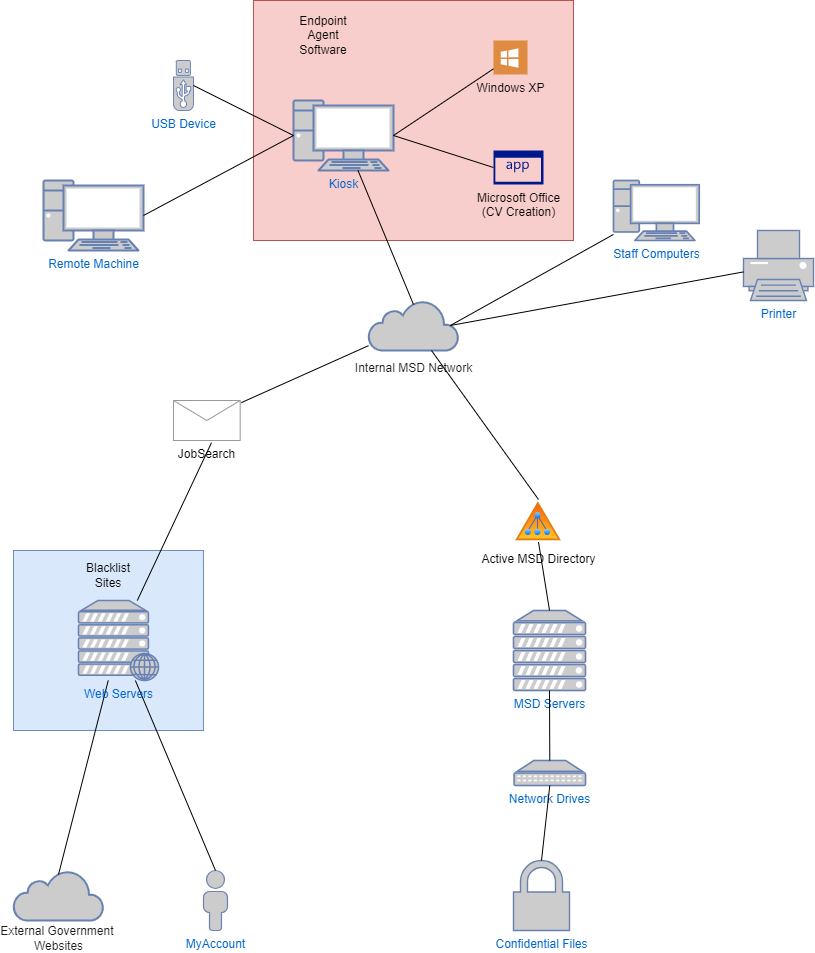 Endpoint
Agent
Software
Windows XP
USB Device
app
Kiosk
Microsoft Office
(CV Creation)
Remote Machine
Staff Computers
Printer
Internal MSD Network
JobSearch
Active MSD Directory
Blacklist
Sites
Web Servers
MSD Servers
Network Drives
External Government
Websites
MyAccount
Confidential Files